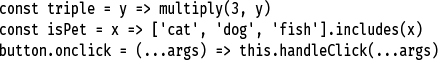 const triple = y => multiply(3, y)
const isPet = x => ['cat', 'dog', 'fish'].includes(x)
button.onclick = (...args) => this.handleClick(...args)